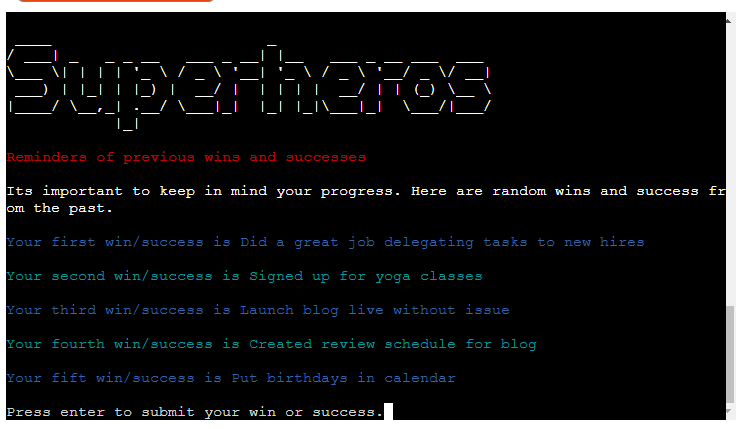 Superheros
Reminders of previous wins and successes
Its important to keep in mind your progress. Here are random wins and success fr
om the past.
Your first win/success is Did a great job delegating tasks to new hires
Your second win/success is Signed up for yoga classes
Your third win/success is Launch blog live without issue
Your fourth win/success is Created review schedule for blog
Your fift win/success is Put birthdays in calendar
Press enter to submit your win or success.